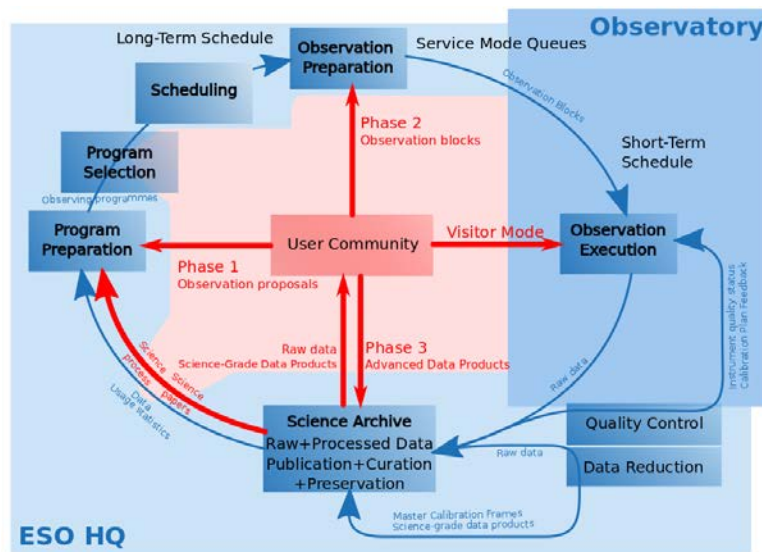 Long-Term Schedule
Observation
Preparation
Service Mode Queues
Observatory
Scheduling
Observation Blocks
Phase 2
Observation blocks
Short-Term
Schedule
Program
Selection
Observing programmes
Program
Preparation
User Community
Visitor Mode
Observation
Execution
Phase 1
Observation proposals
Raw data
Science-Grade Data Products
Phase 3
Advanced Data Products
Instrument quality status
Calibration Plan Feedback
Science Science
process papers
Data
Usage statistics
Raw data
Science Archive
Raw+Processed Data
Publication+Curation
+Preservation
Raw data
Quality Control
Data Reduction
Master Calibration Frames
Science-grade data products
ESO HQ